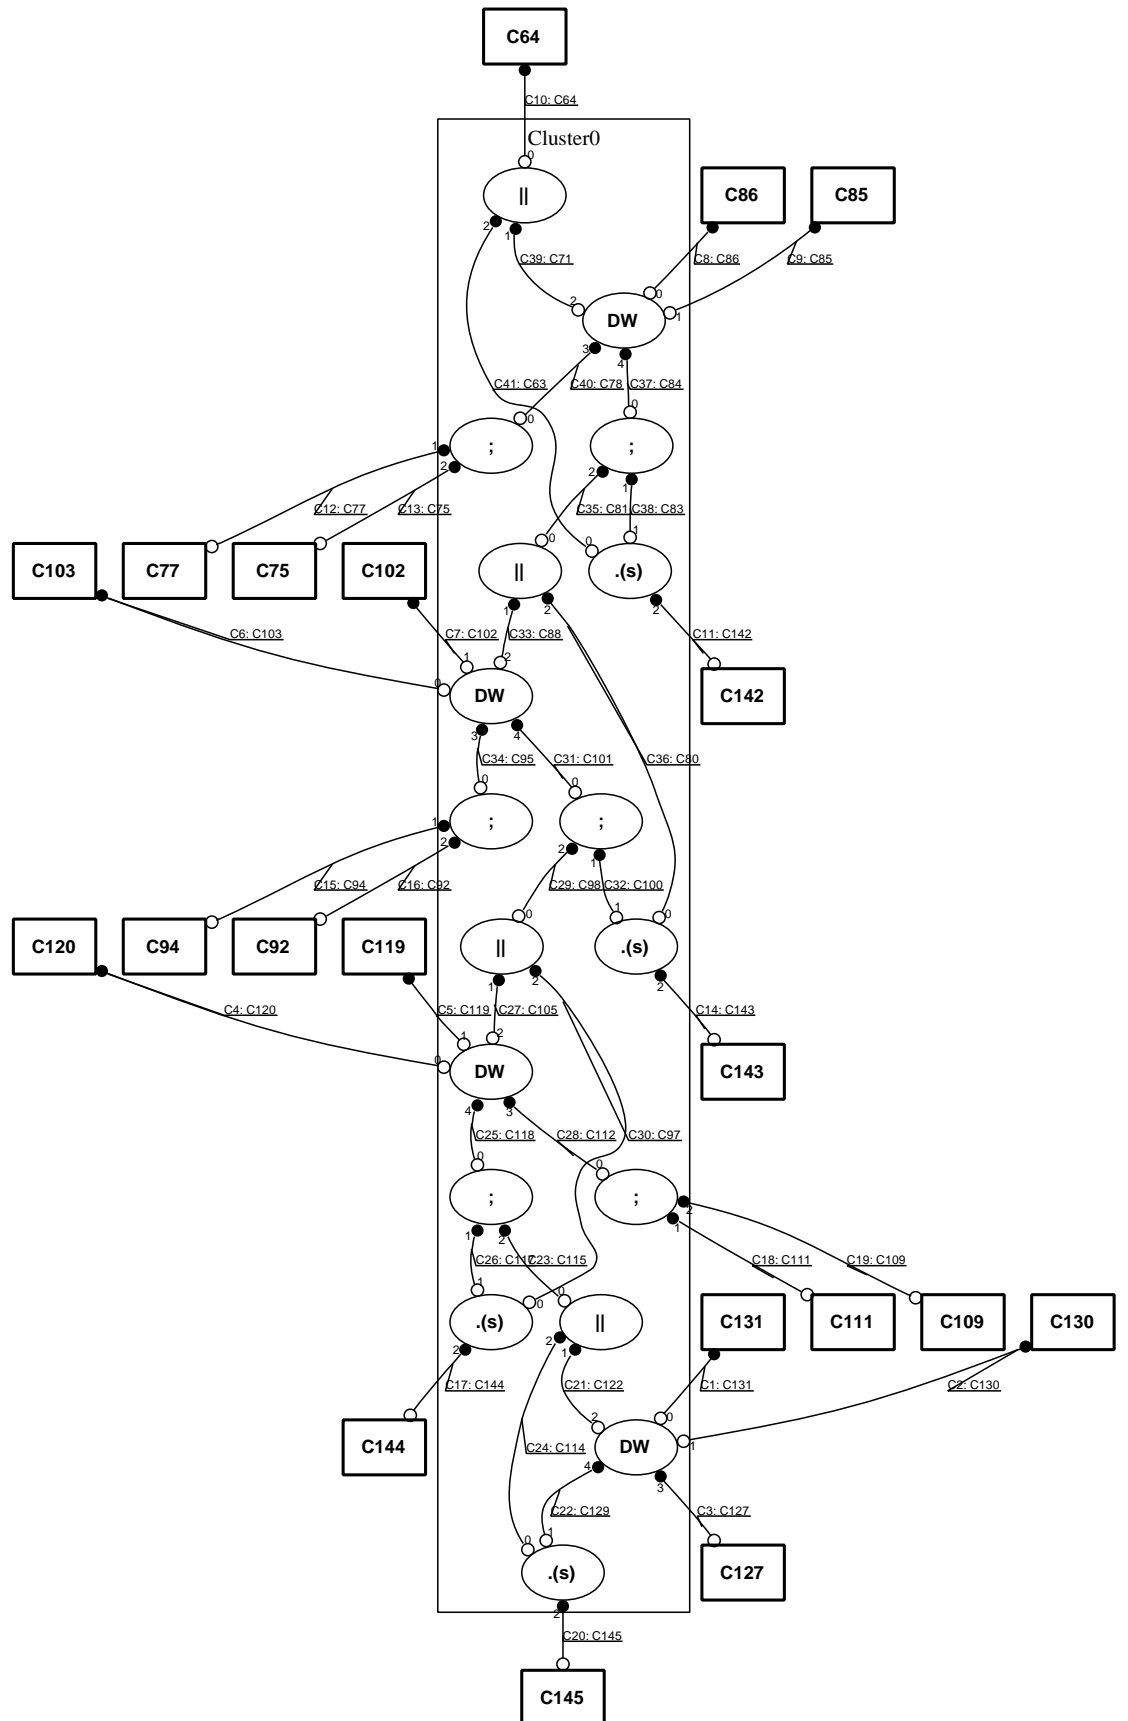 C64
C10: C64
Cluster0
0
||
C86
C85
2
1
C39: C71
C8: C86
C9: C85
2
0
1
DW
3
4
C41: C63
C40: C78
C37: C84
0
0
;
;
1
2
2
1
C12: C77
C13: C75
C35: C81
C38: C83
0
0
1
C103
C77
C75
C102
||
.(s)
1
2
2
C6: C103
C7: C102
C33: C88
C11: C142
1
2
0
DW
C142
3
4
C34: C95
C31: C101
C36: C80
0
0
;
;
1
2
2
1
C15: C94
C16: C92
C29: C98
C32: C100
0
1
0
C120
C94
C92
C119
||
.(s)
1
2
2
C4: C120
C5: C119
C27: C105
C14: C143
1
2
0
DW
C143
4
3
C25: C118
C28: C112
C30: C97
0
0
;
;
2
1
1
2
C26: C117
C23: C115
C18: C111
C19: C109
1
0
0
.(s)
||
C131
C111
C109
C130
2
2
1
C17: C144
C21: C122
C1: C131
C2: C130
2
0
1
C144
C24: C114
DW
4
3
C22: C129
C3: C127
0
1
.(s)
C127
2
C20: C145
C145